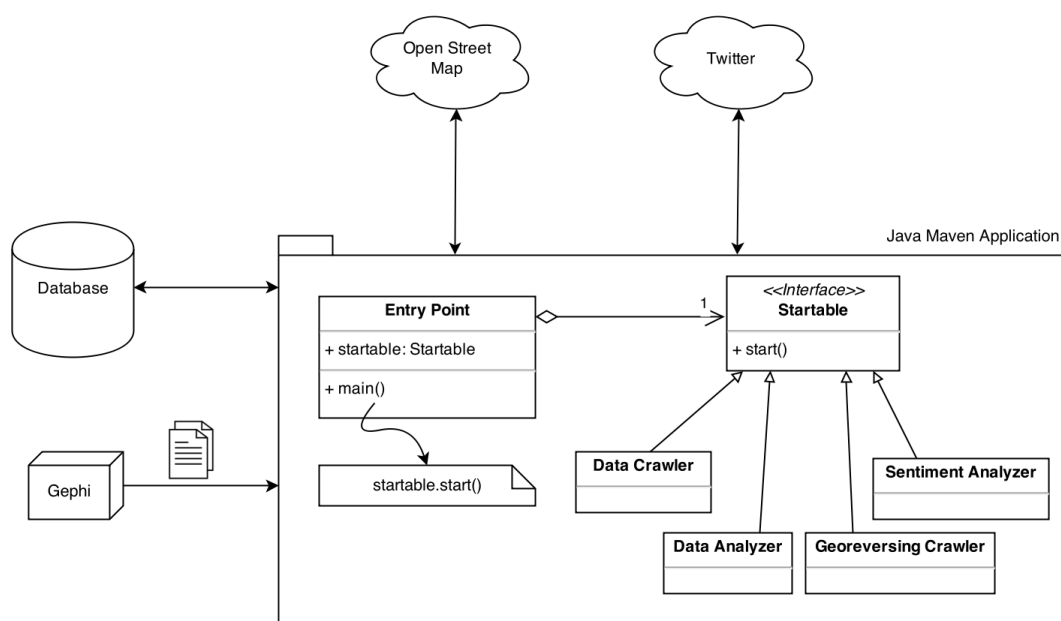 Open Street
Map
Twitter
Java Maven Application
Database
Entry Point
+ startable: Startable
+ main()
1
<<Interface>>
Startable
+ start()
Gephi
startable.start()
Data Crawler
Sentiment Analyzer
Data Analyzer
Georeversing Crawler